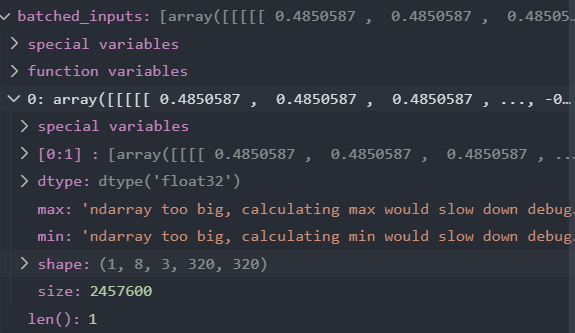 batched_inputs: [array([[[[[ 0.4850587 ,  0.4850587 ,  0.48505…
special variables
function variables
0: array([[[[[ 0.4850587 ,  0.4850587 ,  0.4850587 , ..., -0…
special variables
[0:1] : [array([[[[ 0.4850587 ,  0.4850587 ,  0.4850587 , ...
dtype: dtype('float32')
max: 'ndarray too big, calculating max would slow down debug…
min: 'ndarray too big, calculating min would slow down debug…
shape: (1, 8, 3, 320, 320)
size: 2457600
len(): 1